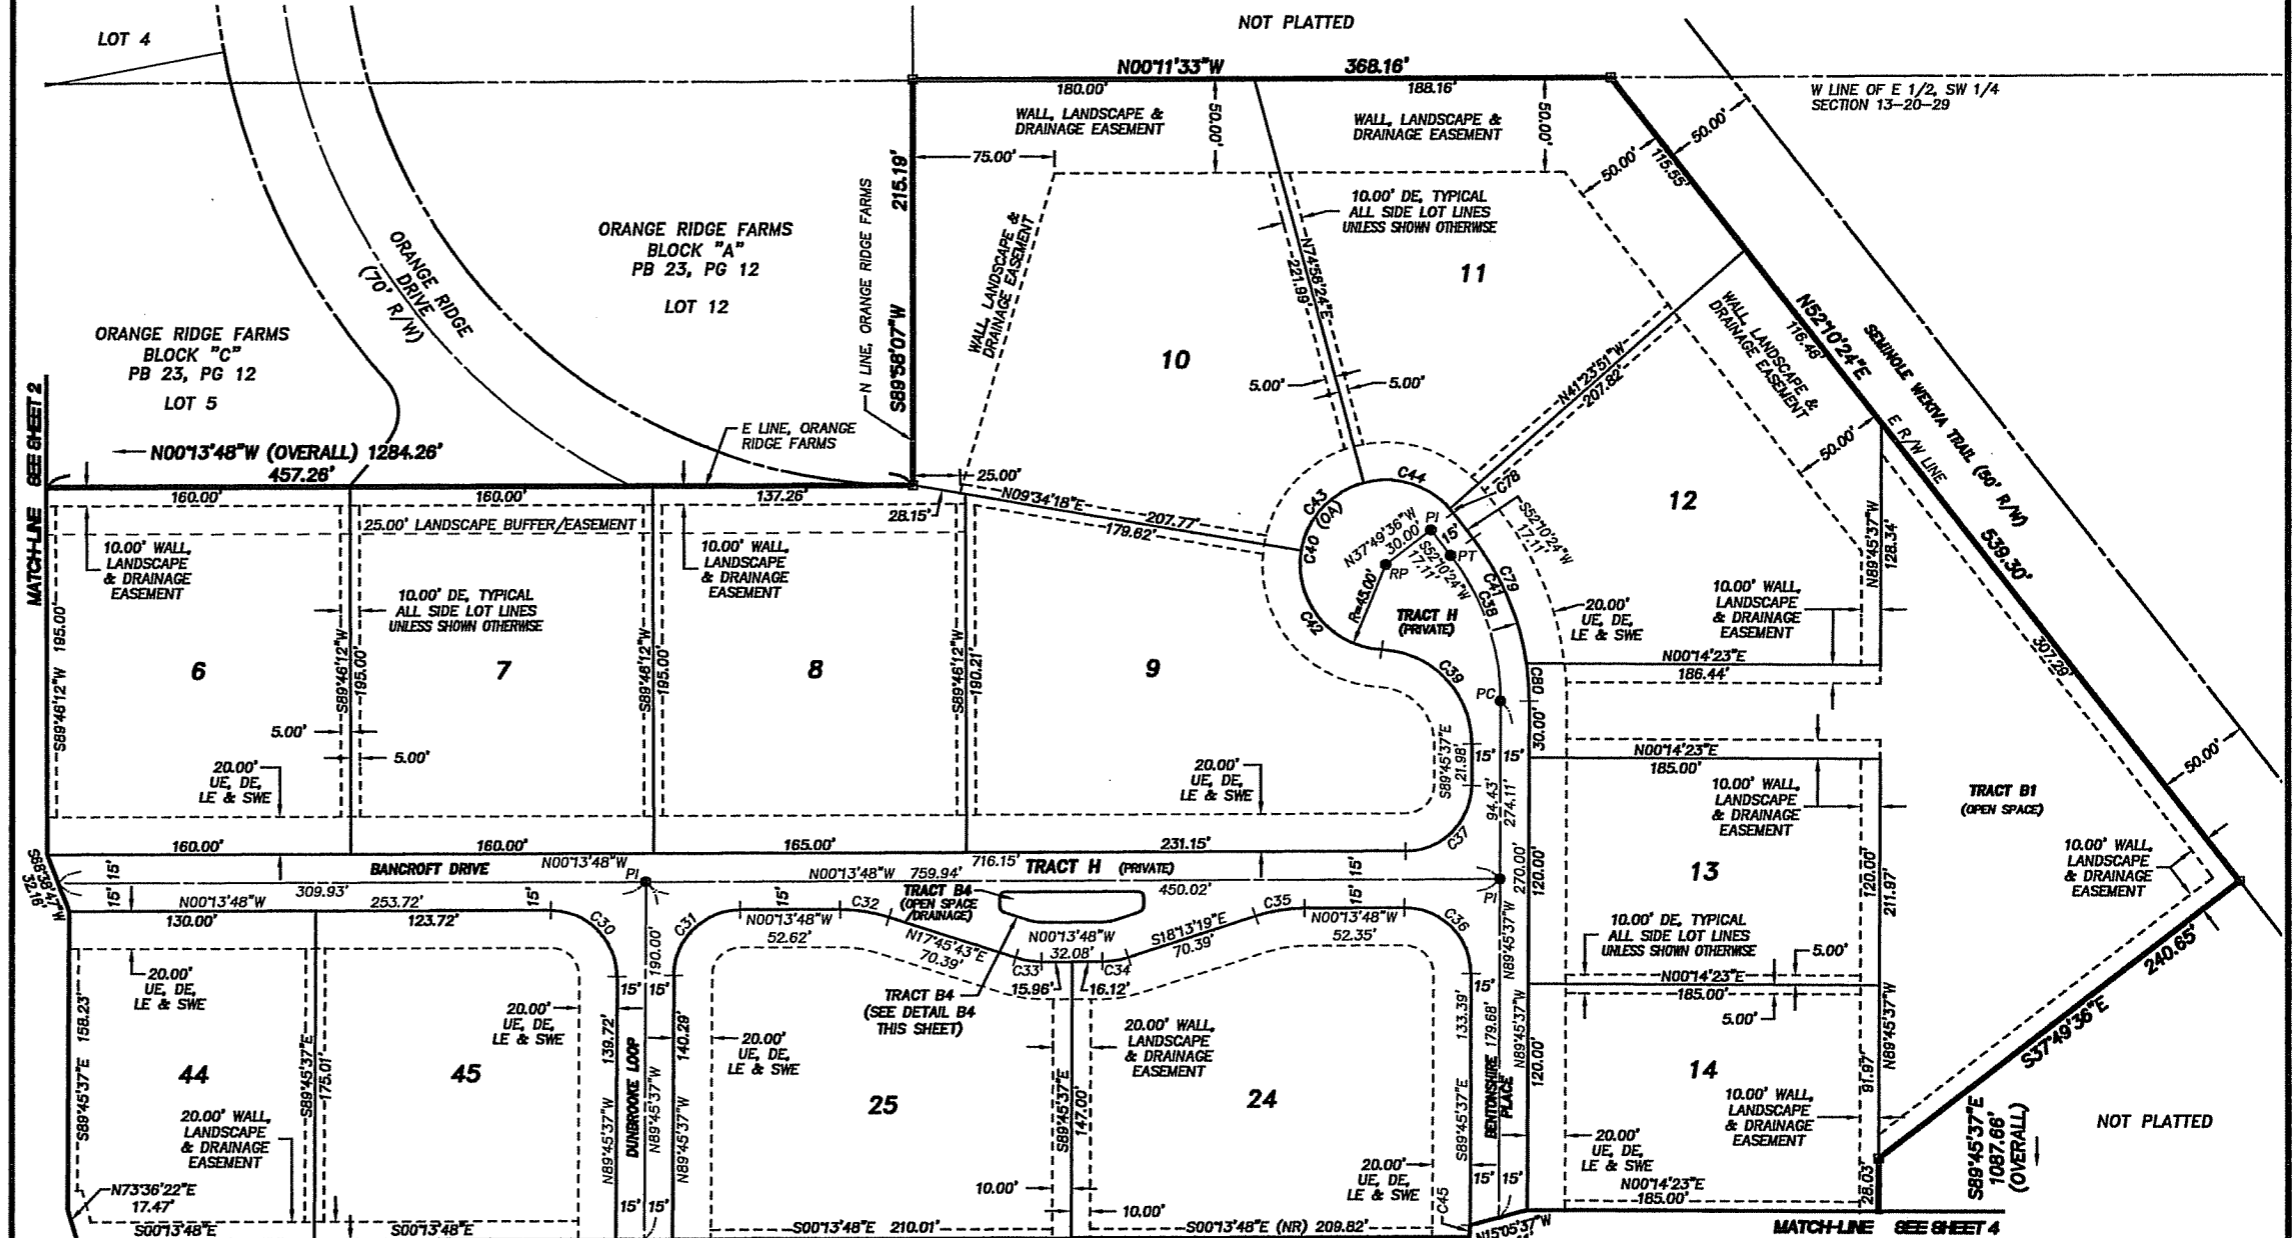 NOT PLATTED
LOT 4
N00°11'33"W 368.16'
180.00'
188.16'
W LINE OF E 1/2, SW 1/4
SECTION 13-20-29
WALL, LANDSCAPE &
DRAINAGE EASEMENT
50.00'
WALL, LANDSCAPE &
DRAINAGE EASEMENT
50.00'
50.00'
50.00'
115.55'
75.00'
215.19'
S89°58'07"W
N LINE, ORANGE RIDGE FARMS
WALL, LANDSCAPE &
DRAINAGE EASEMENT
10.00' DE, TYPICAL
ALL SIDE LOT LINES
UNLESS SHOWN OTHERWISE
N74°58'24"E
221.99'
11
ORANGE RIDGE FARMS
BLOCK "A"
PB 23, PG 12
LOT 12
ORANGE RIDGE
DRIVE
(70' R/W)
ORANGE RIDGE FARMS
BLOCK "C"
PB 23, PG 12
LOT 5
10
5.00'
5.00'
N41°23'51"W
207.82'
WALL, LANDSCAPE &
DRAINAGE EASEMENT
N52°10'24"E
116.46'
SEMINOLE WEKIVA TRAIL (50' R/W)
E R/W LINE
539.30'
50.00'
MATCH-LINE SEE SHEET 2
N00°13'48"W (OVERALL) 1284.26'
457.26'
E LINE, ORANGE
RIDGE FARMS
160.00'
160.00'
137.26'
25.00'
28.15'
N09°34'18"E
207.77'
179.62'
25.00' LANDSCAPE BUFFER/EASEMENT
10.00' WALL,
LANDSCAPE
& DRAINAGE
EASEMENT
10.00' WALL,
LANDSCAPE
& DRAINAGE
EASEMENT
10.00' DE, TYPICAL
ALL SIDE LOT LINES
UNLESS SHOWN OTHERWISE
C44
C43
(OA)
C40
C78
PI
15'
PT
N37°49'36"W
30.00'
S52°10'24"W
17.11'
S52°10'24"W
17.11'
RP
R=45.00'
C42
C79
C41
C38
C39
PC
C80
TRACT H
(PRIVATE)
12
20.00'
UE, DE,
LE & SWE
N89°45'37"W
128.34'
10.00' WALL,
LANDSCAPE
& DRAINAGE
EASEMENT
N00°14'23"E
186.44'
307.29'
S89°46'12"W 195.00'
6
S89°46'12"W
195.00'
7
S89°46'12"W
195.00'
8
S89°46'12"W
190.21'
9
5.00'
5.00'
20.00'
UE, DE,
LE & SWE
20.00'
UE, DE,
LE & SWE
S89°45'37"E
21.98'
15'
15'
30.00'
94.43'
274.11'
C37
N00°14'23"E
185.00'
10.00' WALL,
LANDSCAPE
& DRAINAGE
EASEMENT
TRACT B1
(OPEN SPACE)
50.00'
10.00' WALL,
LANDSCAPE
& DRAINAGE
EASEMENT
160.00'
160.00'
165.00'
231.15'
S68°38'47"W
32.16'
15'
15'
BANCROFT DRIVE
N00°13'48"W
716.15'
TRACT H (PRIVATE)
15'
15'
PI
N00°13'48"W 759.94'
309.93'
450.02'
PI
270.00'
120.00'
13
120.00'
211.97'
TRACT B4
(OPEN SPACE
/DRAINAGE)
N00°13'48"W
253.72'
15'
130.00'
123.72'
C30
C31
15'
N00°13'48"W
52.62'
C32
N17°45'43"E
70.39'
C33
N00°13'48"W
32.08'
C34
S18°13'19"E
70.39'
C35
N00°13'48"W
52.35'
C36
15.96'
16.12'
TRACT B4
(SEE DETAIL B4
THIS SHEET)
190.00'
15'
15'
15'
20.00'
UE, DE,
LE & SWE
20.00'
UE, DE,
LE & SWE
20.00'
UE, DE,
LE & SWE
10.00' DE, TYPICAL
ALL SIDE LOT LINES
UNLESS SHOWN OTHERWISE
5.00'
N00°14'23"E
185.00'
5.00'
240.65'
S37°49'36"E
S89°45'37"E 158.23'
44
S89°45'37"E
175.01'
45
139.72'
N89°45'37"W
DUNBROOKE LOOP
N89°45'37"W
140.29'
N89°45'37"W
25
S89°45'37"E
147.00'
20.00' WALL,
LANDSCAPE
& DRAINAGE
EASEMENT
24
133.39'
S89°45'37"E
BENTONSHIRE
PLACE
N89°45'37"W
179.68'
N89°45'37"W
120.00'
14
N89°45'37"W
91.97'
10.00' WALL,
LANDSCAPE
& DRAINAGE
EASEMENT
S89°45'37"E
1087.66'
(OVERALL)
NOT PLATTED
20.00' WALL,
LANDSCAPE
& DRAINAGE
EASEMENT
N73°36'22"E
17.47'
15'
15'
10.00'
10.00'
20.00'
UE, DE,
LE & SWE
C45
15'
15'
20.00'
UE, DE,
LE & SWE
N00°14'23"E
185.00'
28.03'
S00°13'48"E
S00°13'48"E
S00°13'48"E 210.01'
S00°13'48"E (NR) 209.82'
N15°05'37"W
MATCH-LINE SEE SHEET 4